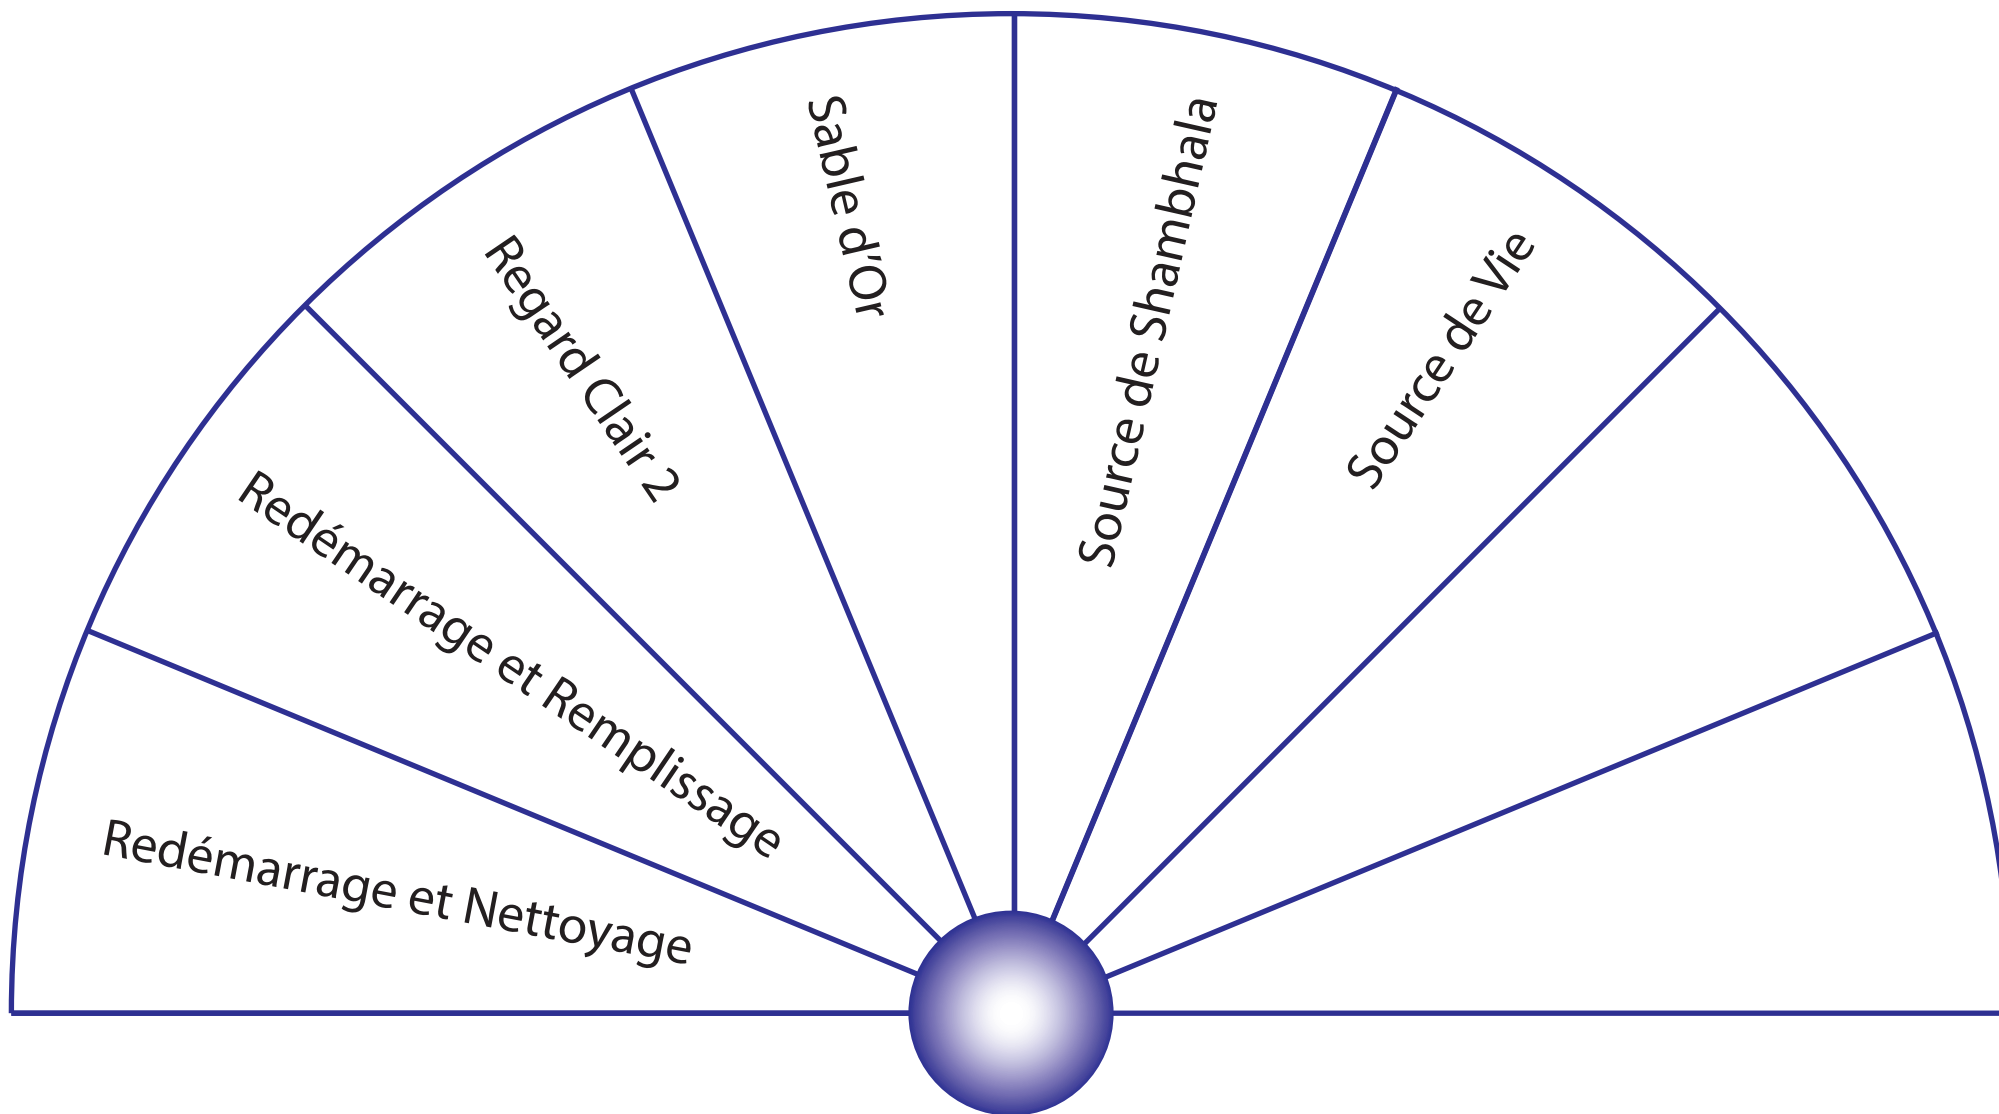 Redémarrage et Nettoyage
Redémarrage et Remplissage
Regard Clair 2
Sable d'Or
Source de Shambhala
Source de Vie